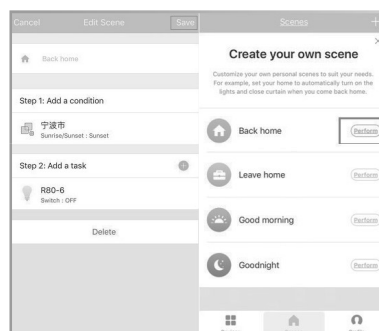 Cancel Edit Scene Save
Back home
Step 1: Add a condition
宁波市
Sunrise/Sunset : Sunset
Step 2: Add a task
R80-6
Switch : OFF
Delete
Scenes +
Create your own scene
Customize your own personal scenes to suit your needs.
For example, set your home to automatically turn on the
lights and close curtain when you come back home.
Back home Perform
Leave home Perform
Good morning Perform
Goodnight Perform